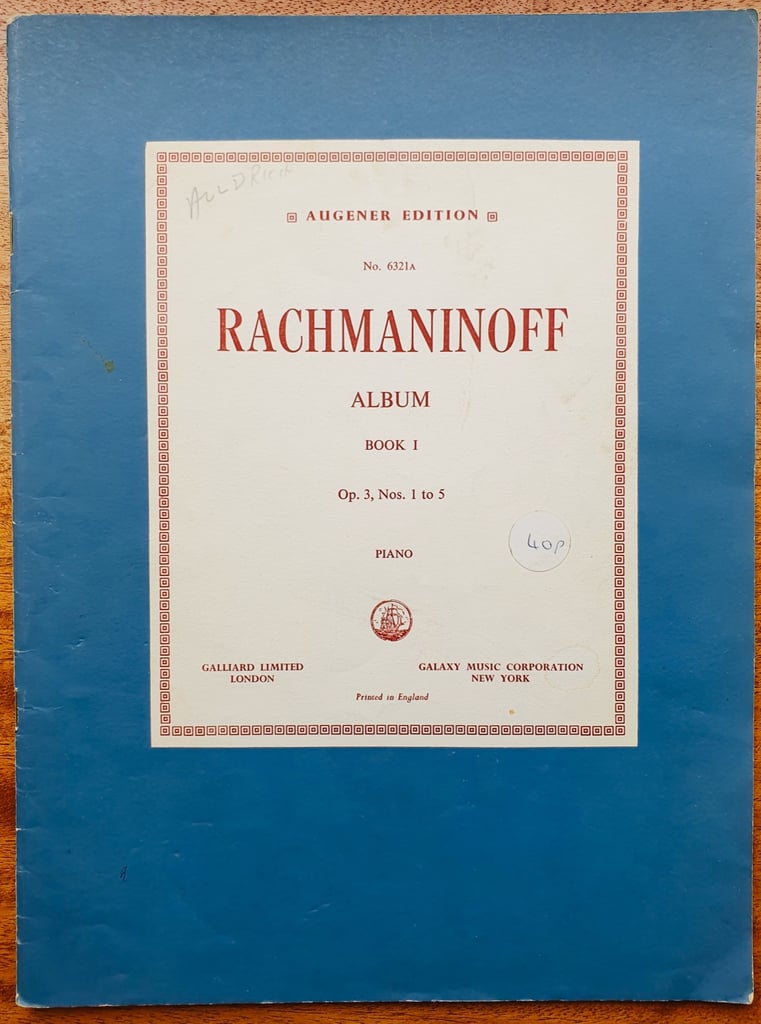 AUGENER EDITION
No. 6321A
RACHMANINOFF
ALBUM
BOOK I
Op. 3, Nos. 1 to 5
40p
PIANO
GALLIARD LIMITED
LONDON
GALAXY MUSIC CORPORATION
NEW YORK
Printed in England